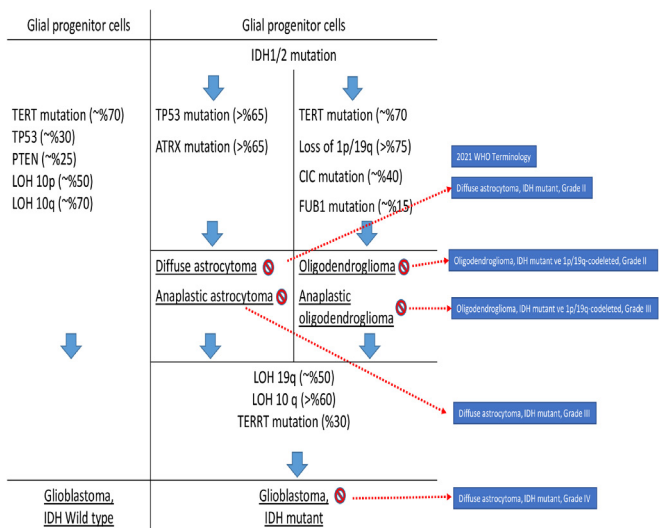 Glial progenitor cells
Glial progenitor cells
IDH1/2 mutation
TERT mutation (~%70)
TP53 (~%30)
PTEN (~%25)
LOH 10p (~%50)
LOH 10q (~%70)
TP53 mutation (>%65)
ATRX mutation (>%65)
TERT mutation (~%70
Loss of 1p/19q (>%75)
CIC mutation (~%40)
FUB1 mutation (~%15)
2021 WHO Terminology
Diffuse astrocytoma, IDH mutant, Grade II
Diffuse astrocytoma
Anaplastic astrocytoma
Oligodendroglioma
Anaplastic
oligodendroglioma
Oligodendroglioma, IDH mutant ve 1p/19q-codeleted, Grade II
Oligodendroglioma, IDH mutant ve 1p/19q-codeleted, Grade III
LOH 19q (~%50)
LOH 10 q (>%60)
TERRT mutation (%30)
Diffuse astrocytoma, IDH mutant, Grade III
Glioblastoma,
IDH Wild type
Glioblastoma,
IDH mutant
Diffuse astrocytoma, IDH mutant, Grade IV